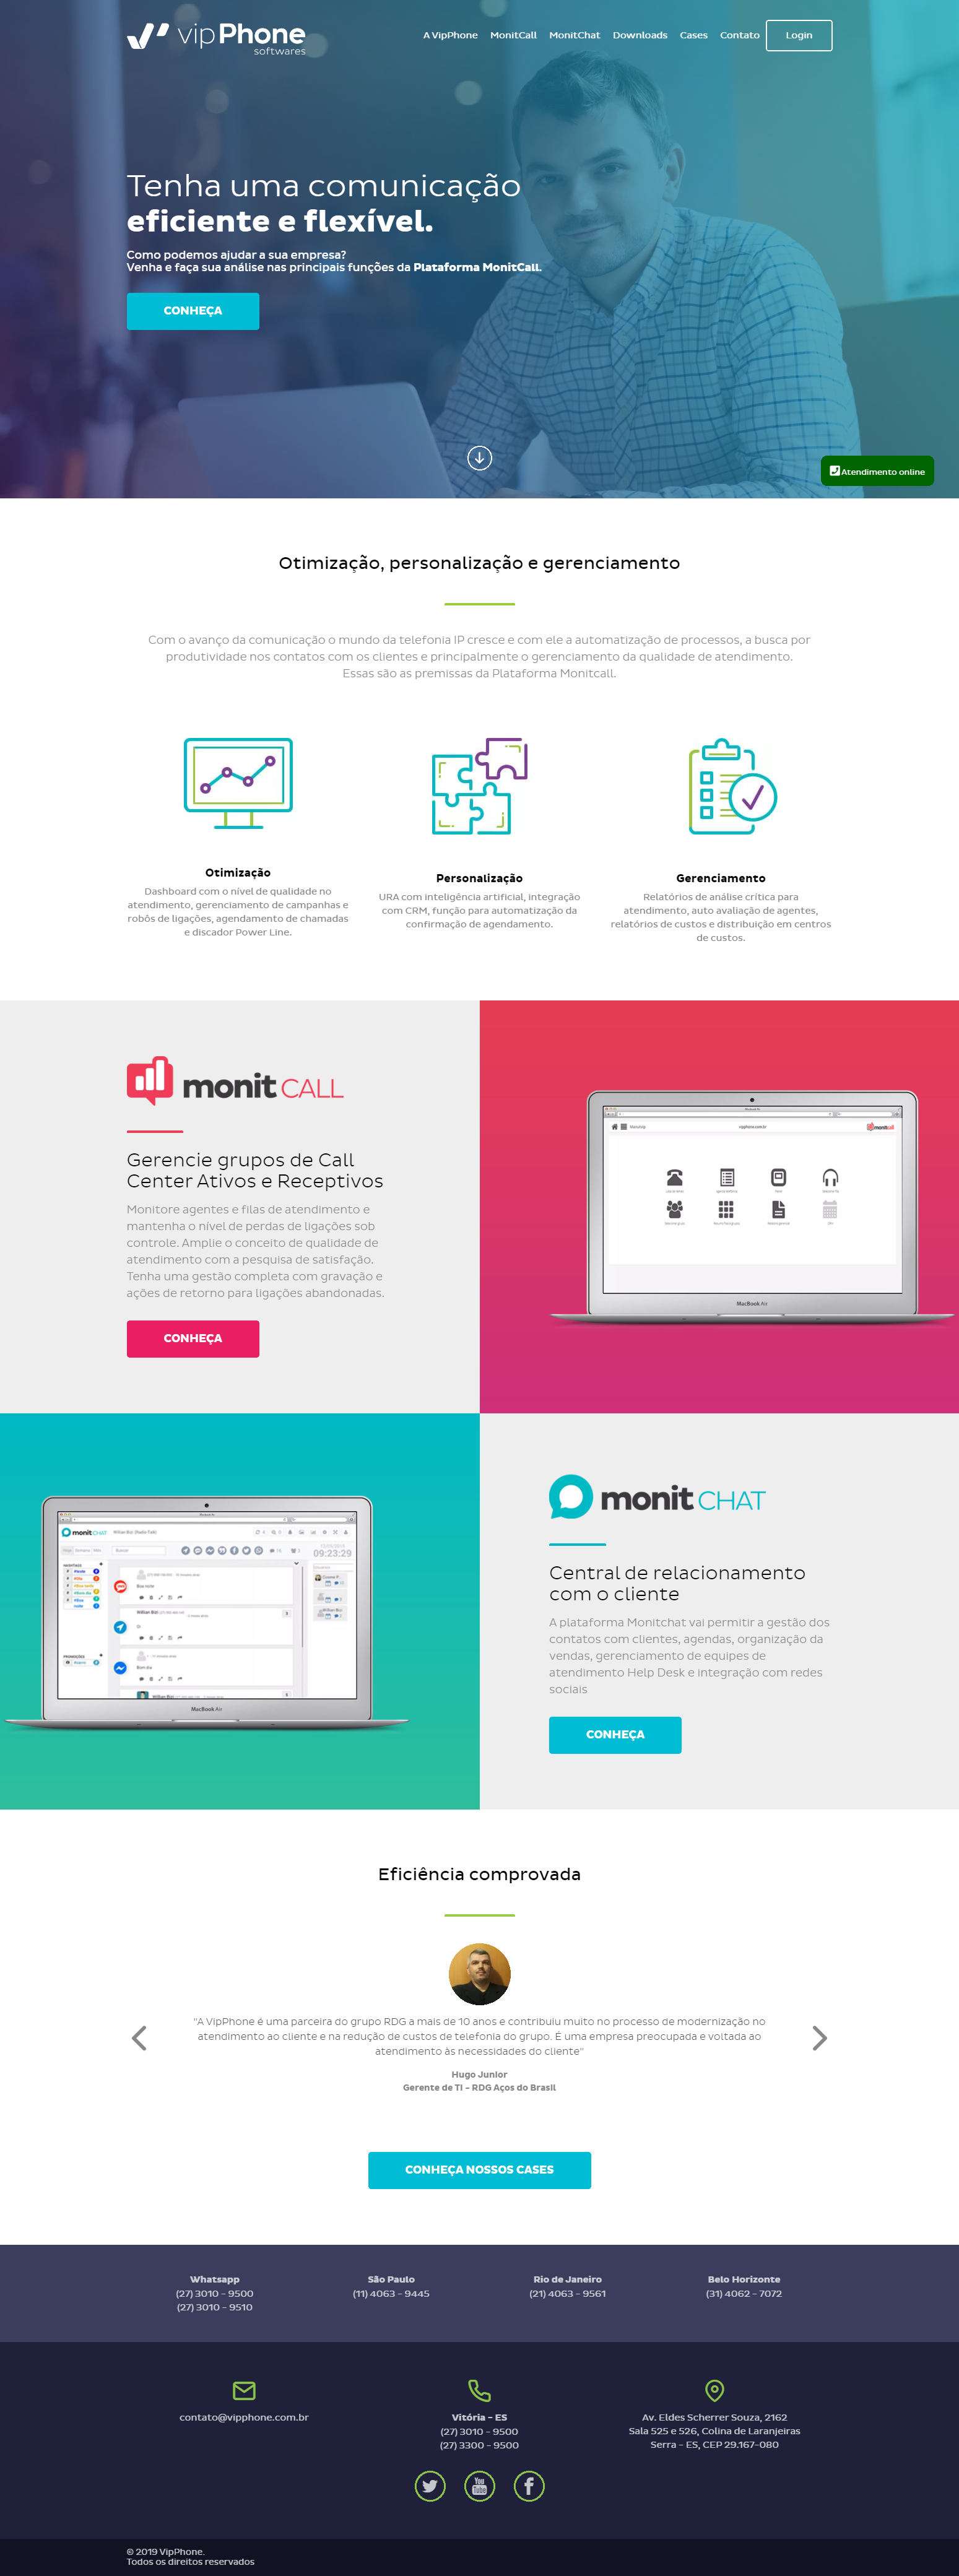 vipPhone
softwares
A VipPhone MonitCall MonitChat Downloads Cases Contato Login
Tenha uma comunicação
eficiente e flexível.
Como podemos ajudar a sua empresa?
Venha e faça sua análise nas principais funções da Plataforma MonitCall.
CONHEÇA
Atendimento online
Otimização, personalização e gerenciamento
Com o avanço da comunicação o mundo da telefonia IP cresce e com ele a automatização de processos, a busca por
produtividade nos contatos com os clientes e principalmente o gerenciamento da qualidade de atendimento.
Essas são as premissas da Plataforma Monitcall.
Otimização
Dashboard com o nível de qualidade no
atendimento, gerenciamento de campanhas e
robôs de ligações, agendamento de chamadas
e discador Power Line.
Personalização
URA com inteligência artificial, integração
com CRM, função para automatização da
confirmação de agendamento.
Gerenciamento
Relatórios de análise crítica para
atendimento, auto avaliação de agentes,
relatórios de custos e distribuição em centros
de custos.
monit CALL
Gerencie grupos de Call
Center Ativos e Receptivos
Monitore agentes e filas de atendimento e
mantenha o nível de perdas de ligações sob
controle. Amplie o conceito de qualidade de
atendimento com a pesquisa de satisfação.
Tenha uma gestão completa com gravação e
ações de retorno para ligações abandonadas.
CONHEÇA
monitcall
MacBook Air
monit CHAT
09:23:29
Boa noite
Bom dia
MacBook Air
monit CHAT
Central de relacionamento
com o cliente
A plataforma Monitchat vai permitir a gestão dos
contatos com clientes, agendas, organização da
vendas, gerenciamento de equipes de
atendimento Help Desk e integração com redes
sociais
CONHEÇA
Eficiência comprovada
"A VipPhone é uma parceira do grupo RDG a mais de 10 anos e contribuiu muito no processo de modernização no
atendimento ao cliente e na redução de custos de telefonia do grupo. É uma empresa preocupada e voltada ao
atendimento às necessidades do cliente"
Hugo Junior
Gerente de TI - RDG Aços do Brasil
CONHEÇA NOSSOS CASES
Whatsapp
(27) 3010 - 9500
(27) 3010 - 9510
São Paulo
(11) 4063 - 9445
Rio de Janeiro
(21) 4063 - 9561
Belo Horizonte
(31) 4062 - 7072
contato@vipphone.com.br
Vitória - ES
(27) 3010 - 9500
(27) 3300 - 9500
Av. Eldes Scherrer Souza, 2162
Sala 525 e 526, Colina de Laranjeiras
Serra - ES, CEP 29.167-080
You
Tube
© 2019 VipPhone.
Todos os direitos reservados